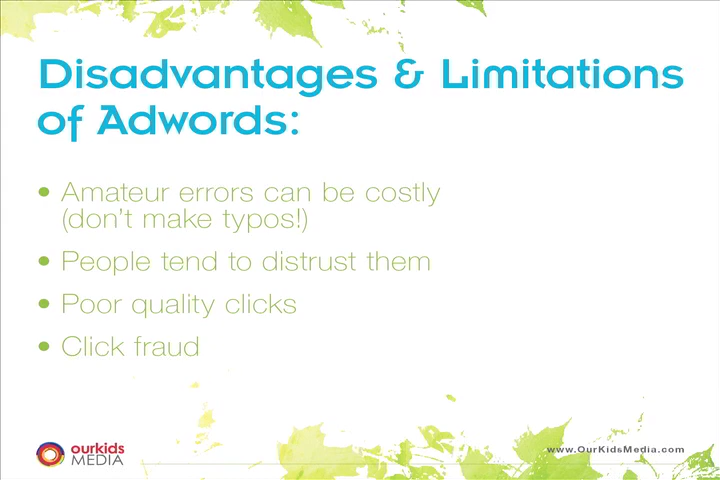 Disadvantages & Limitations
of Adwords:
• Amateur errors can be costly
(don't make typos!)
• People tend to distrust them
• Poor quality clicks
• Click fraud
ourkids
MEDIA
www.OurKidsMedia.com